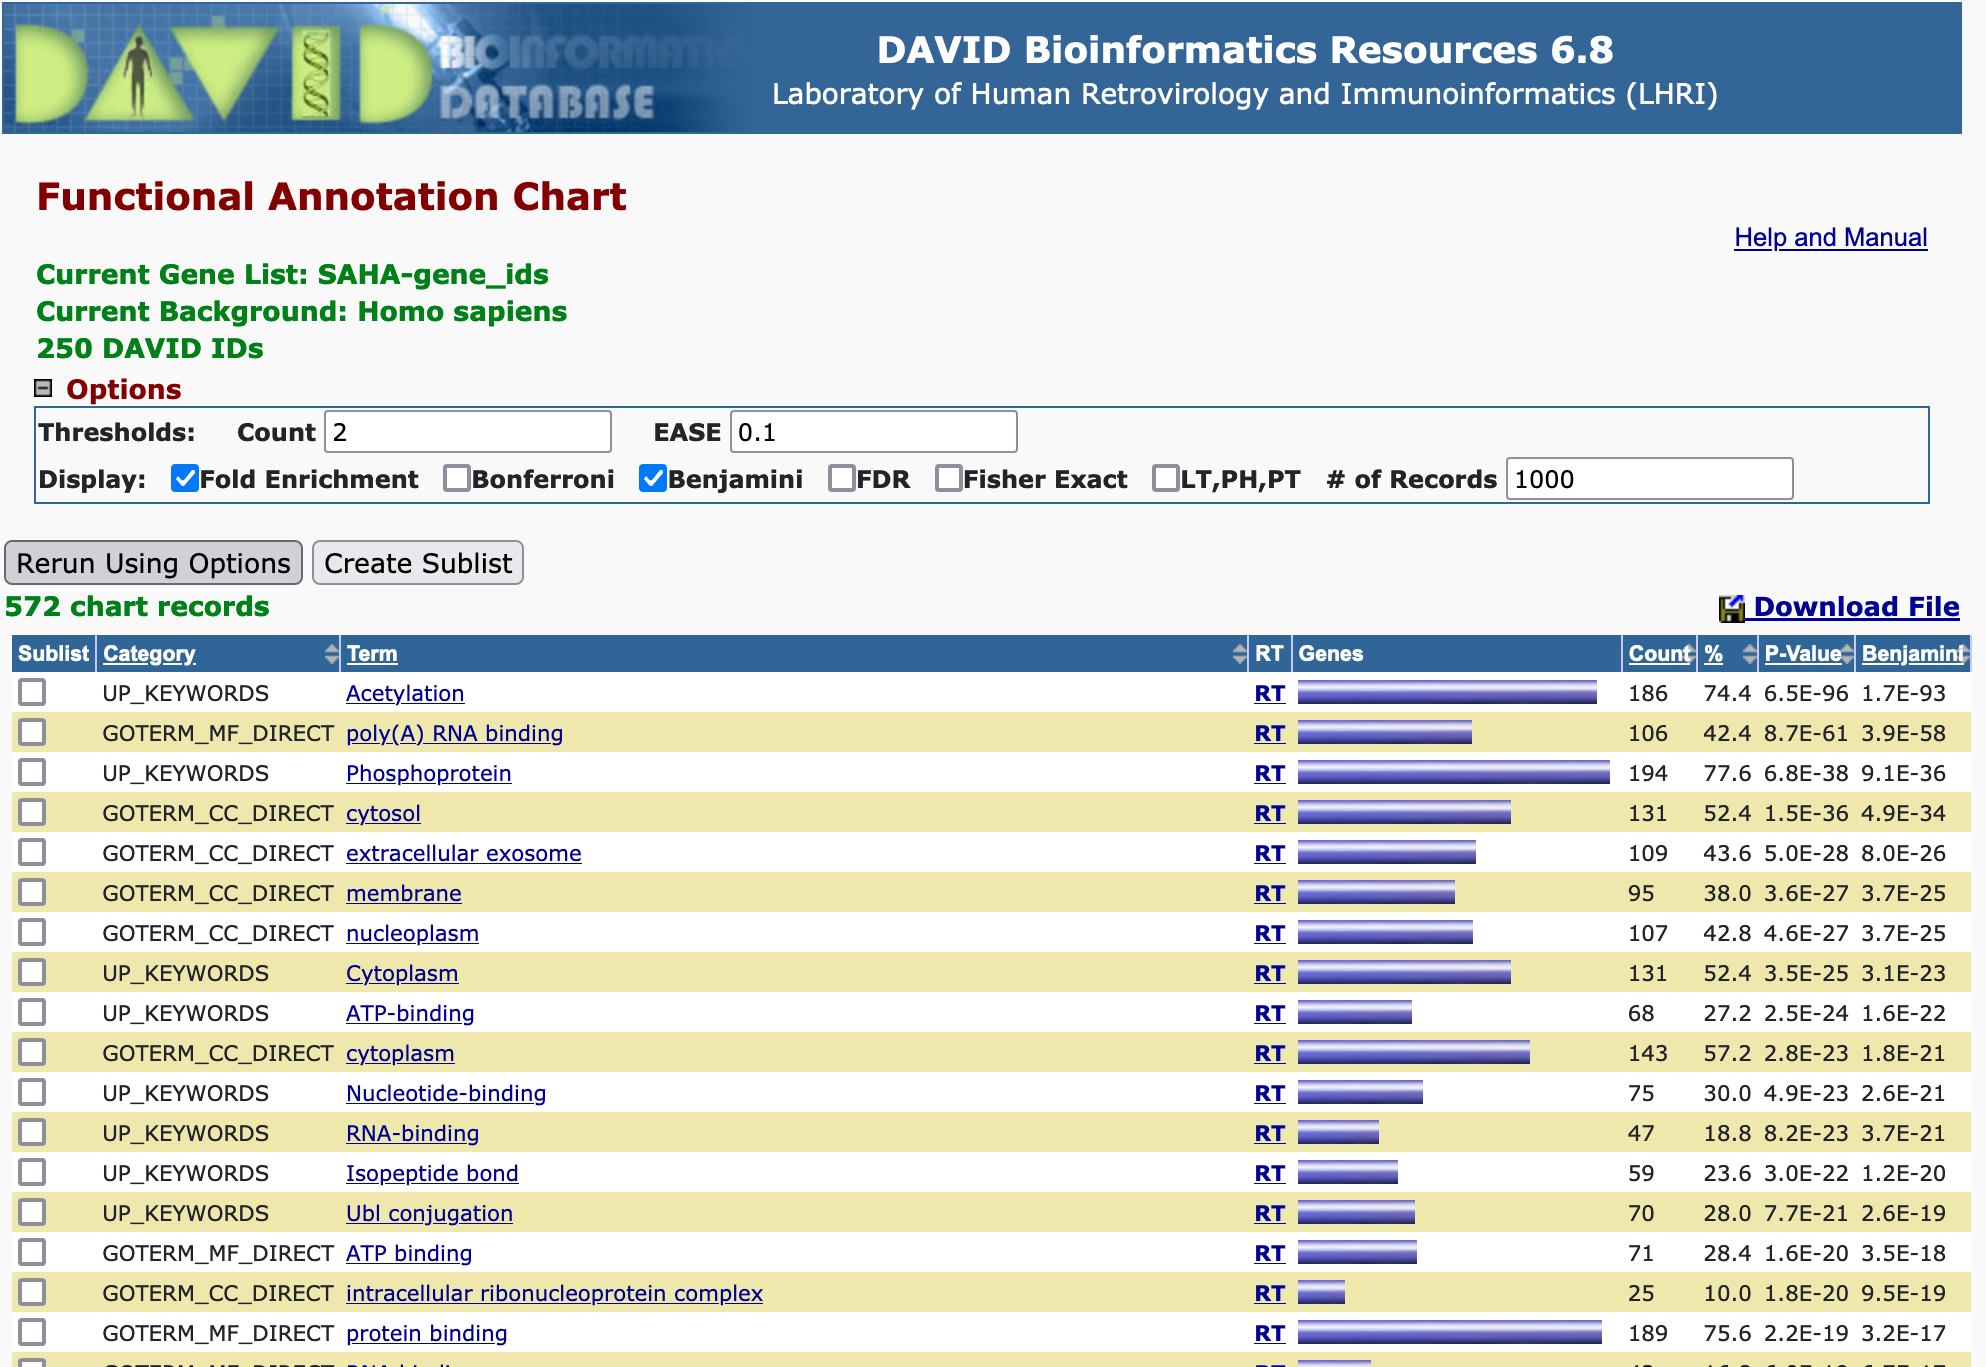 DAVID BIOINFORMATICS DATABASE
DAVID Bioinformatics Resources 6.8
Laboratory of Human Retrovirology and Immunoinformatics (LHRI)
Functional Annotation Chart
Help and Manual
Current Gene List: SAHA-gene_ids
Current Background: Homo sapiens
250 DAVID IDs
Options
Thresholds: Count 2 EASE 0.1
Display: Fold Enrichment Bonferroni Benjamini FDR Fisher Exact LT,PH,PT # of Records 1000
Rerun Using Options Create Sublist
572 chart records Download File
Sublist Category Term RT Genes Count % P-Value Benjamini
UP_KEYWORDS Acetylation RT 186 74.4 6.5E-96 1.7E-93
GOTERM_MF_DIRECT poly(A) RNA binding RT 106 42.4 8.7E-61 3.9E-58
UP_KEYWORDS Phosphoprotein RT 194 77.6 6.8E-38 9.1E-36
GOTERM_CC_DIRECT cytosol RT 131 52.4 1.5E-36 4.9E-34
GOTERM_CC_DIRECT extracellular exosome RT 109 43.6 5.0E-28 8.0E-26
GOTERM_CC_DIRECT membrane RT 95 38.0 3.6E-27 3.7E-25
GOTERM_CC_DIRECT nucleoplasm RT 107 42.8 4.6E-27 3.7E-25
UP_KEYWORDS Cytoplasm RT 131 52.4 3.5E-25 3.1E-23
UP_KEYWORDS ATP-binding RT 68 27.2 2.5E-24 1.6E-22
GOTERM_CC_DIRECT cytoplasm RT 143 57.2 2.8E-23 1.8E-21
UP_KEYWORDS Nucleotide-binding RT 75 30.0 4.9E-23 2.6E-21
UP_KEYWORDS RNA-binding RT 47 18.8 8.2E-23 3.7E-21
UP_KEYWORDS Isopeptide bond RT 59 23.6 3.0E-22 1.2E-20
UP_KEYWORDS Ubl conjugation RT 70 28.0 7.7E-21 2.6E-19
GOTERM_MF_DIRECT ATP binding RT 71 28.4 1.6E-20 3.5E-18
GOTERM_CC_DIRECT intracellular ribonucleoprotein complex RT 25 10.0 1.8E-20 9.5E-19
GOTERM_MF_DIRECT protein binding RT 189 75.6 2.2E-19 3.2E-17